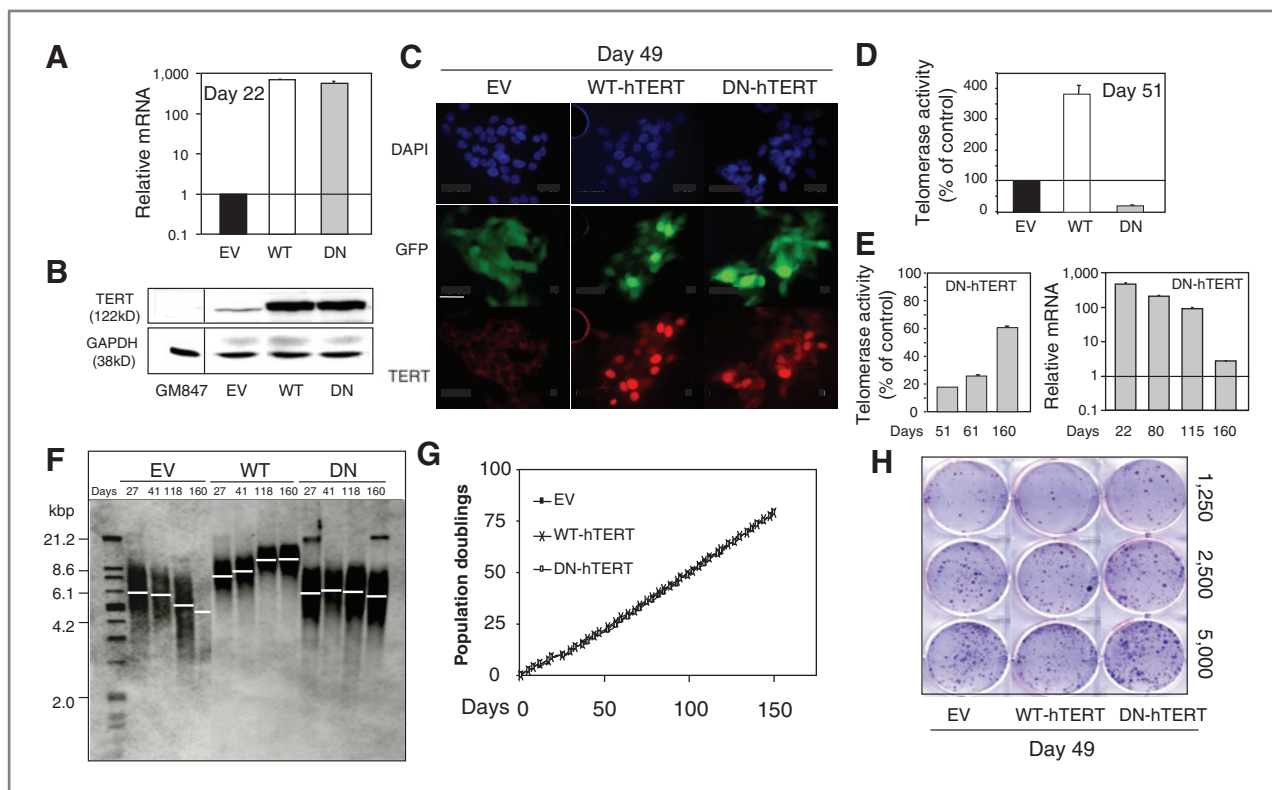 A
Relative mRNA
1,000
100
10
1
0.1
Day 22
EV WT DN
B
TERT
(122kD)
GAPDH
(38kD)
GM847 EV WT DN
C
Day 49
EV WT-hTERT DN-hTERT
DAPI
GFP
TERT
D
Telomerase activity
(% of control)
400
300
200
100
0
Day 51
EV WT DN
E
Telomerase activity
(% of control)
100
80
60
40
20
0
DN-hTERT
Days 51 61 160
Relative mRNA
1,000
100
10
1
0.1
DN-hTERT
Days 22 80 115 160
F
EV WT DN
Days 27 41 118 160 27 41 118 160 27 41 118 160
kbp
21.2
8.6
6.1
4.2
2.0
G
Population doublings
100
75
50
25
0
EV
WT-hTERT
DN-hTERT
Days 0 50 100 150
H
1,250
2,500
5,000
EV WT-hTERT DN-hTERT
Day 49